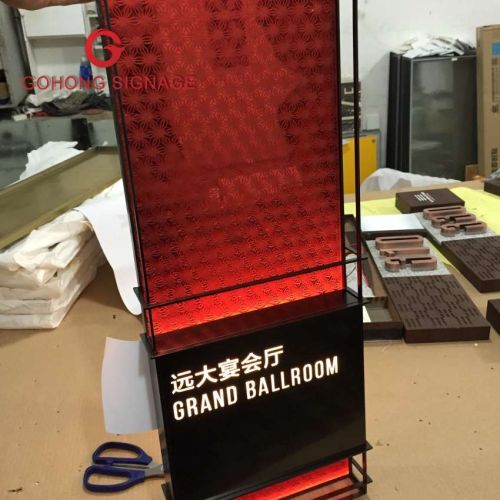 GOHONG SIGNAGE
远大宴会厅
GRAND BALLROOM